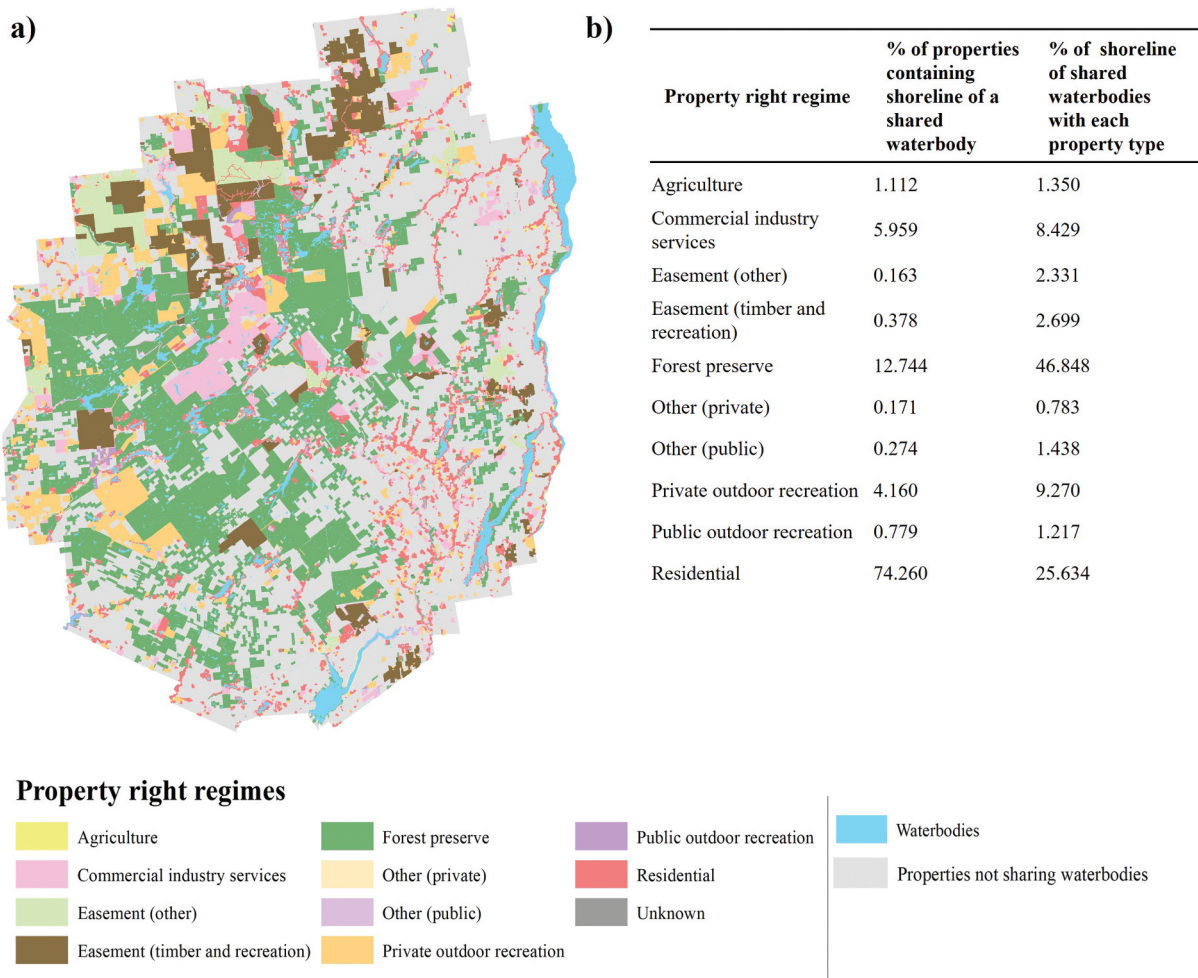 a)
b)
Property right regime
% of properties
containing
shoreline of a
shared
waterbody
% of shoreline
of shared
waterbodies
with each
property type
Agriculture 1.112 1.350
Commercial industry
services 5.959 8.429
Easement (other) 0.163 2.331
Easement (timber and
recreation) 0.378 2.699
Forest preserve 12.744 46.848
Other (private) 0.171 0.783
Other (public) 0.274 1.438
Private outdoor recreation 4.160 9.270
Public outdoor recreation 0.779 1.217
Residential 74.260 25.634
Property right regimes
Agriculture
Commercial industry services
Easement (other)
Easement (timber and recreation)
Forest preserve
Other (private)
Other (public)
Private outdoor recreation
Public outdoor recreation
Residential
Unknown
Waterbodies
Properties not sharing waterbodies